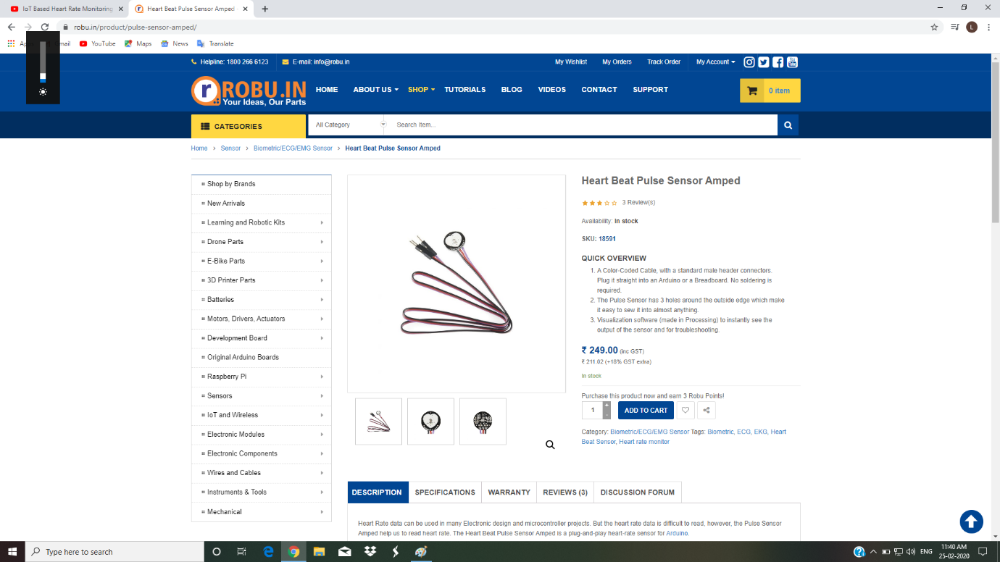 IoT Based Heart Rate Monitoring
Heart Beat Pulse Sensor Amped -
robu.in/product/pulse-sensor-amped/
L
YouTube
Maps
News
Translate
Helpline: 1800 266 6123
E-mail: info@robu.in
My Wishlist
My Orders
Track Order
My Account
r ROBU.IN
Your Ideas, Our Parts
HOME
ABOUT US
SHOP
TUTORIALS
BLOG
VIDEOS
CONTACT
SUPPORT
0 item
CATEGORIES
All Category
Search Item...
Home > Sensor > Biometric/ECG/EMG Sensor > Heart Beat Pulse Sensor Amped
Shop by Brands
New Arrivals
Learning and Robotic Kits
Drone Parts
E-Bike Parts
3D Printer Parts
Batteries
Motors, Drivers, Actuators
Development Board
Original Arduino Boards
Raspberry Pi
Sensors
IoT and Wireless
Electronic Modules
Electronic Components
Wires and Cables
Instruments & Tools
Mechanical
Heart Beat Pulse Sensor Amped
3 Review(s)
Availability: In stock
SKU: 18591
QUICK OVERVIEW
1. A Color-Coded Cable, with a standard male header connectors.
Plug it straight into an Arduino or a Breadboard. No soldering is
required.
2. The Pulse Sensor has 3 holes around the outside edge which make
it easy to sew it into almost anything.
3. Visualization software (made in Processing) to instantly see the
output of the sensor and for troubleshooting.
₹ 249.00 (inc GST)
₹ 211.02 (+18% GST extra)
In stock
Purchase this product now and earn 3 Robu Points!
1
ADD TO CART
Category: Biometric/ECG/EMG Sensor Tags: Biometric, ECG, EKG, Heart
Beat Sensor, Heart rate monitor
DESCRIPTION
SPECIFICATIONS
WARRANTY
REVIEWS (3)
DISCUSSION FORUM
Heart Rate data can be used in many Electronic design and microcontroller projects. But the heart rate data is difficult to read, however, the Pulse Sensor
Amped help us to read heart rate. The Heart Beat Pulse Sensor Amped is a plug-and-play heart-rate sensor for Arduino.
Type here to search
ENG
11:40 AM
25-02-2020